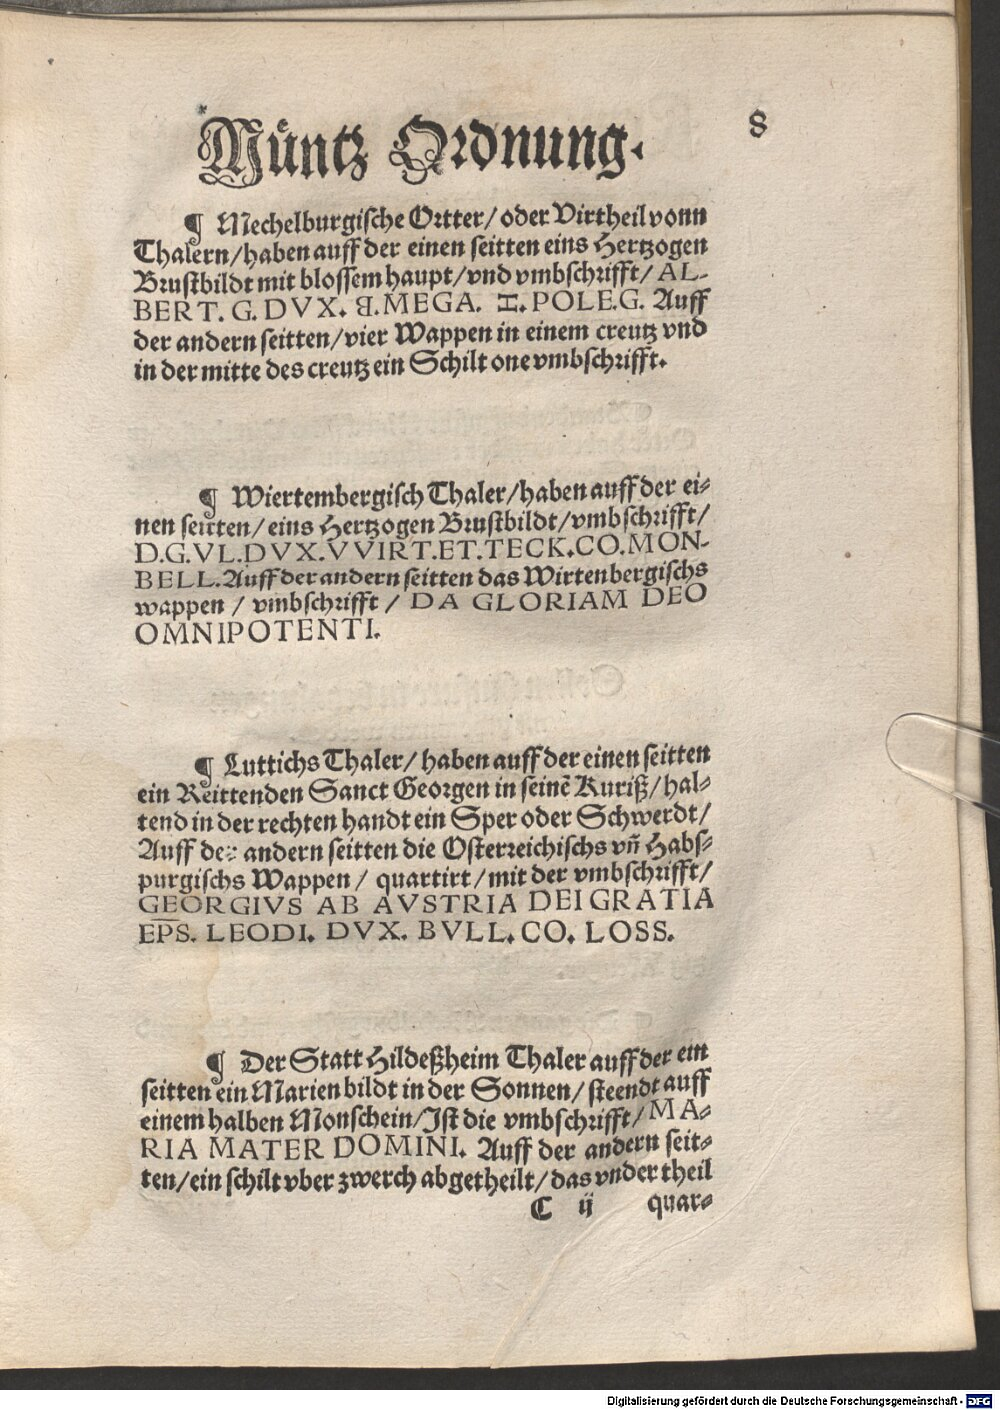 Müntz Ordnung.
8
¶ Mechelburgische Ortter/oder Virtheil vonn
Thalern/haben auff der einen seitten eins Hertzogen
Brustbildt mit blossem haupt/vnd vmbschrifft/AL-
BERT. G. DVX. B.MEGA. II. POLE.G. Auff
der andern seitten/vier Wappen in einem creutz vnd
in der mitte des creutz ein Schilt one vmbschrifft.
¶ Wiertembergisch Thaler/haben auff der ei-
nen seitten/eins Hertzogen Brustbildt/vmbschrifft/
D.G.VL.DVX.VVIRT.ET.TECK.CO.MON-
BELL. Auff der andern seitten das Wirtenbergischs
wappen / vmbschrifft / DA GLORIAM DEO
OMNIPOTENTI.
¶ Luttichs Thaler/haben auff der einen seitten
ein Reittenden Sanct Georgen in seinē Kuriß/hal-
tend in der rechten handt ein Sper oder Schwerdt/
Auff der andern seitten die Osterreichischs vñ Habs-
purgischs Wappen/ quartirt/mit der vmbschrifft/
GEORGIVS AB AVSTRIA DEI GRATIA
EPS. LEODI. DVX. BVLL. CO. LOSS.
¶ Der Statt Hildeßheim Thaler auff der ein
seitten ein Marien bildt in der Sonnen/steendt auff
einem halben Monschein/Ist die vmbschrifft/MA-
RIA MATER DOMINI. Auff der andern seit-
ten/ein schilt vber zwerch abgetheilt/das vnder theil
C ij quar-
Digitalisierung gefördert durch die Deutsche Forschungsgemeinschaft - DFG